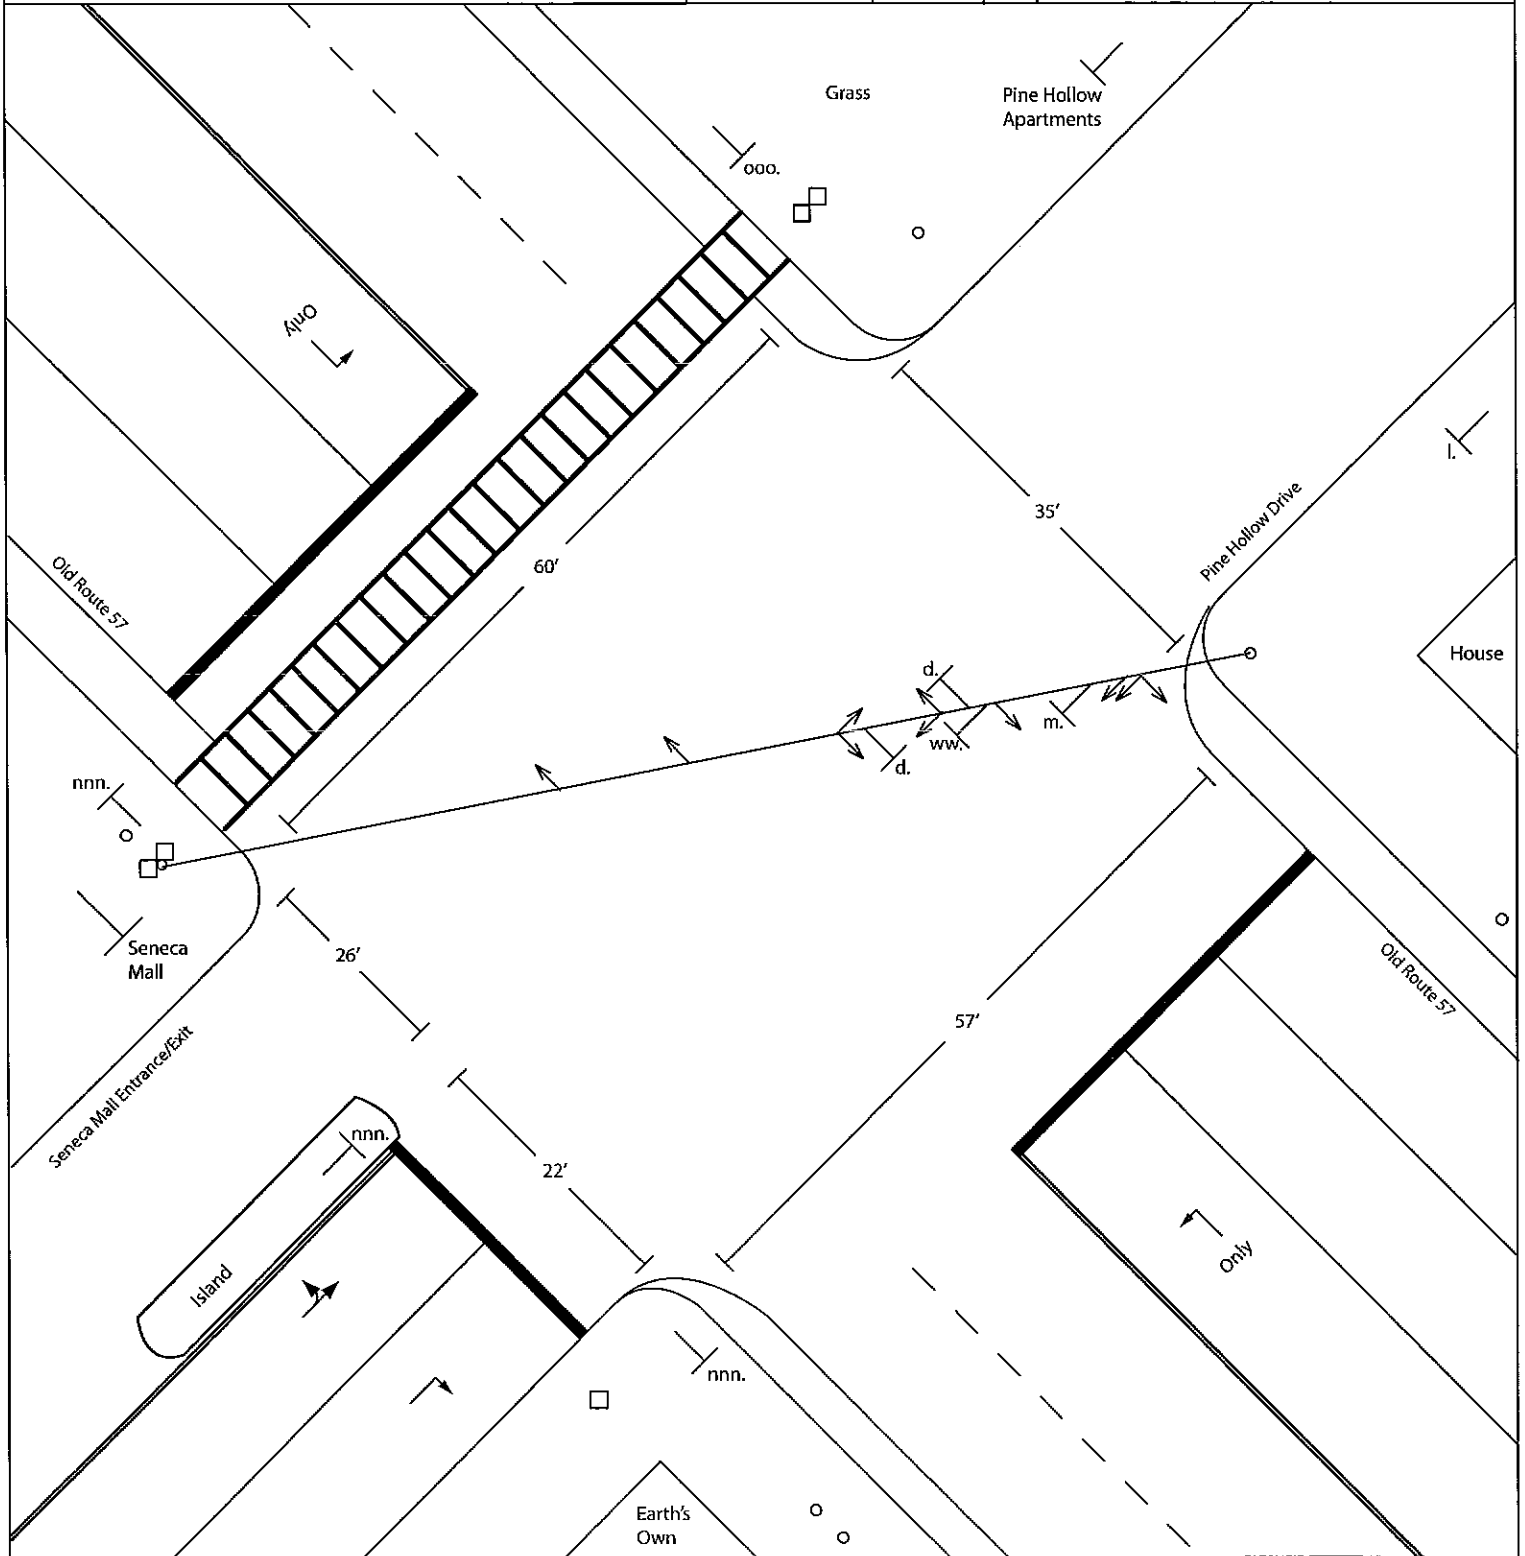 Grass
Pine Hollow
Apartments
ooo.
Only
l.
35'
Pine Hollow Drive
60'
Old Route 57
House
d.
m.
ww.
d.
nnn.
Seneca
Mall
26'
Old Route 57
57'
Seneca Mall Entrance/Exit
nnn.
22'
Only
Island
nnn.
Earth's
Own